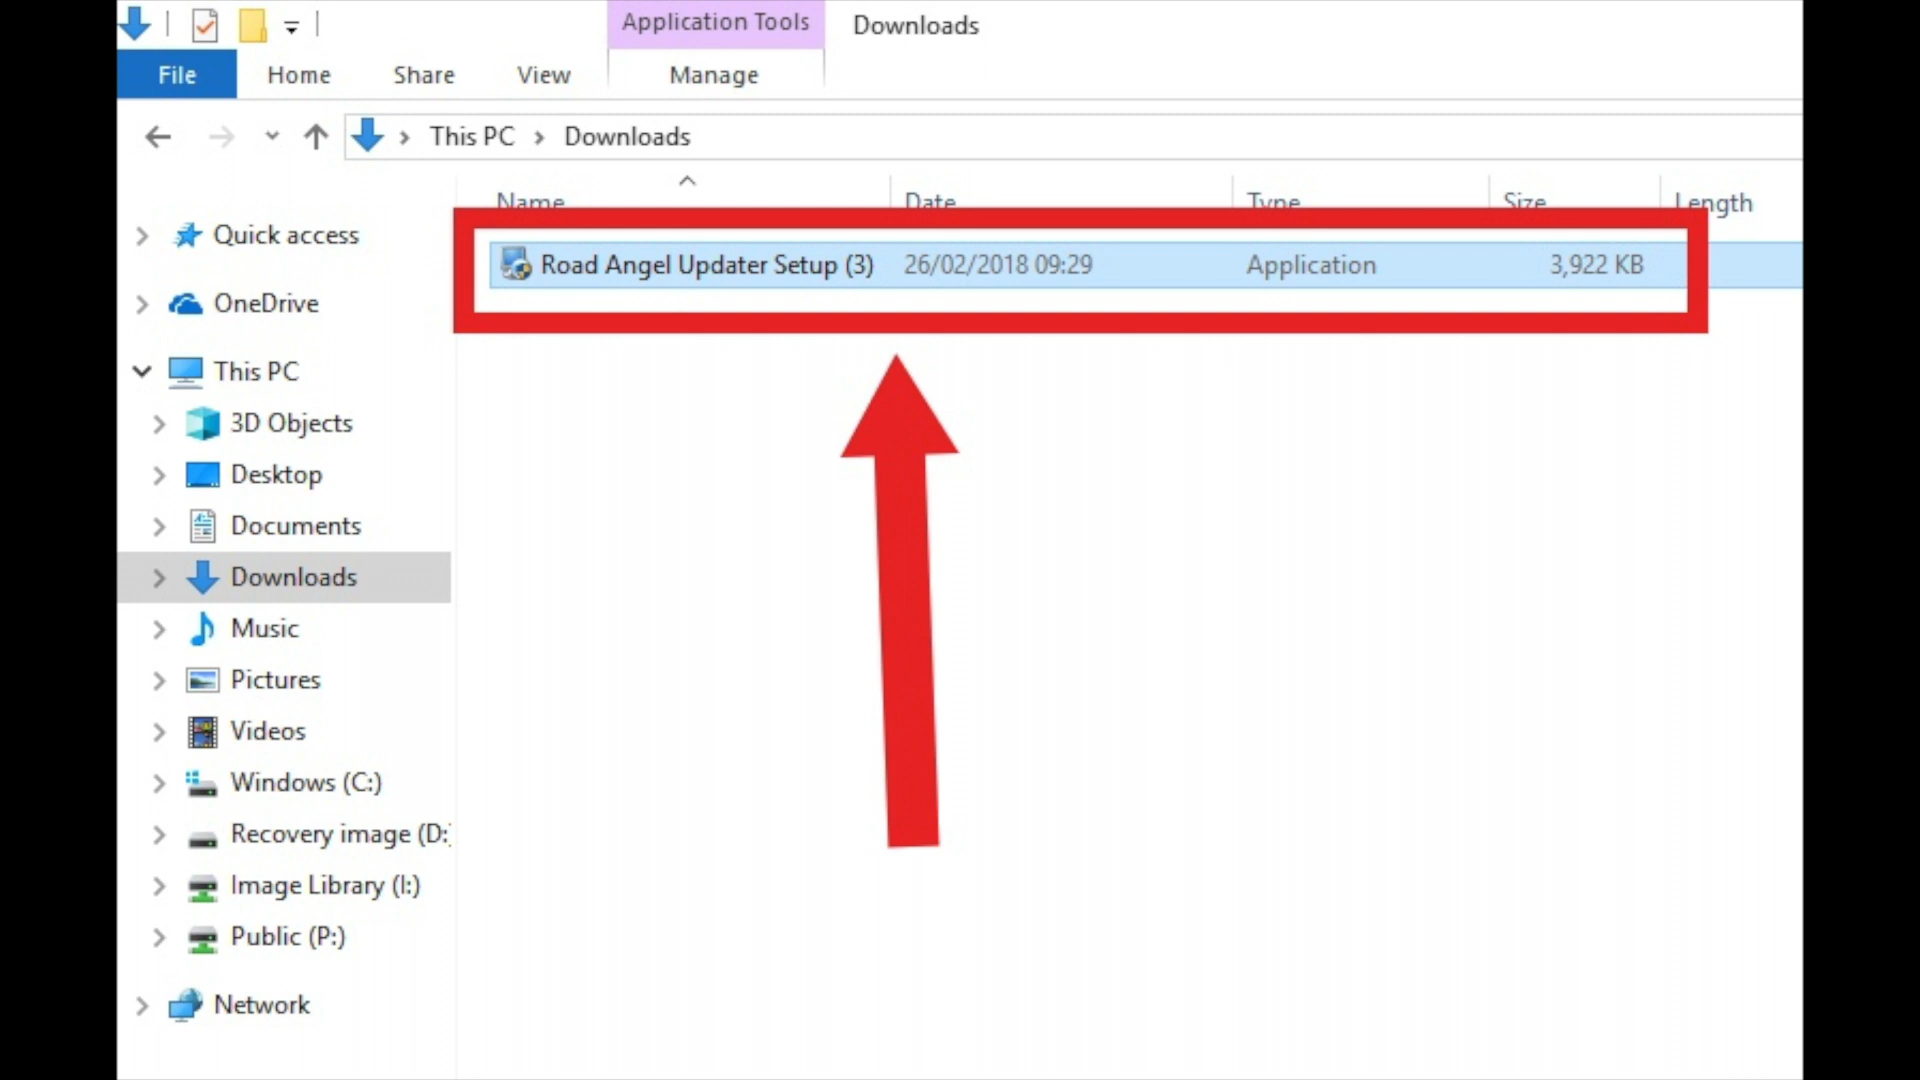 Application Tools
Downloads
File
Home
Share
View
Manage
This PC
Downloads
Name
Date
Type
Size
Length
Road Angel Updater Setup (3)
26/02/2018 09:29
Application
3,922 KB
Quick access
OneDrive
This PC
3D Objects
Desktop
Documents
Downloads
Music
Pictures
Videos
Windows (C:)
Recovery image (D:
Image Library (I:)
Public (P:)
Network